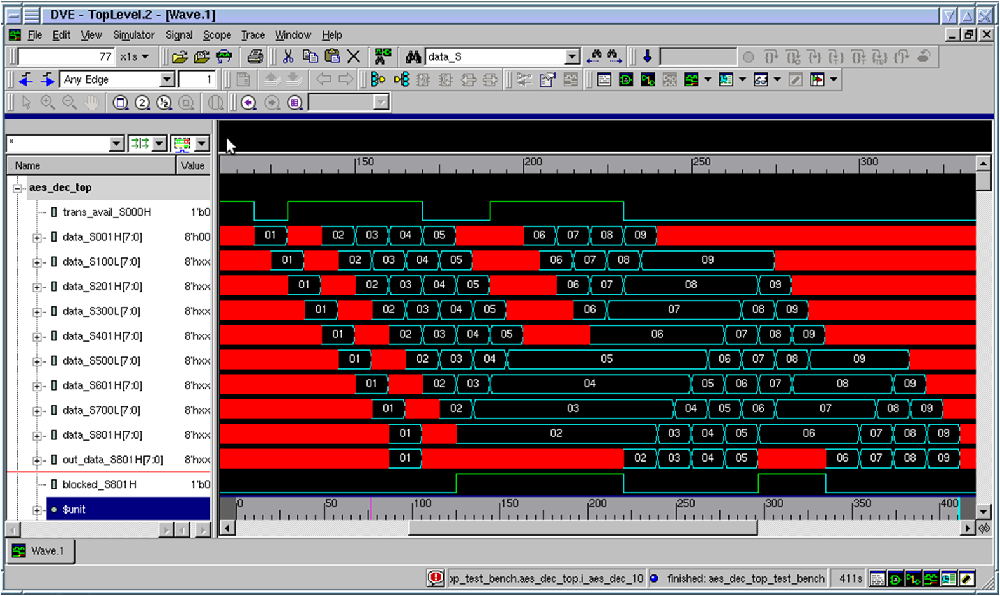 DVE - TopLevel.2 - [Wave.1]
File Edit View Simulator Signal Scope Trace Window Help
77 x1s data_S
Any Edge 1
2 ½
*
Name Value 150 200 250 300
aes_dec_top
trans_avail_S000H 1'b0
data_S001H[7:0] 8'h00 01 02 03 04 05 06 07 08 09
data_S100L[7:0] 8'hxx 01 02 03 04 05 06 07 08 09
data_S201H[7:0] 8'hxx 01 02 03 04 05 06 07 08 09
data_S300L[7:0] 8'hxx 01 02 03 04 05 06 07 08 09
data_S401H[7:0] 8'hxx 01 02 03 04 05 06 07 08 09
data_S500L[7:0] 8'hxx 01 02 03 04 05 06 07 08 09
data_S601H[7:0] 8'hxx 01 02 03 04 05 06 07 08 09
data_S700L[7:0] 8'hxx 01 02 03 04 05 06 07 08 09
data_S801H[7:0] 8'hxx 01 02 03 04 05 06 07 08 09
out_data_S801H[7:0] 8'hxx 01 02 03 04 05 06 07 08 09
blocked_S801H 1'b0
$unit 0 50 100 150 200 250 300 350 400
Wave.1
op_test_bench.aes_dec_top.i_aes_dec_10 finished: aes_dec_top_test_bench 411s